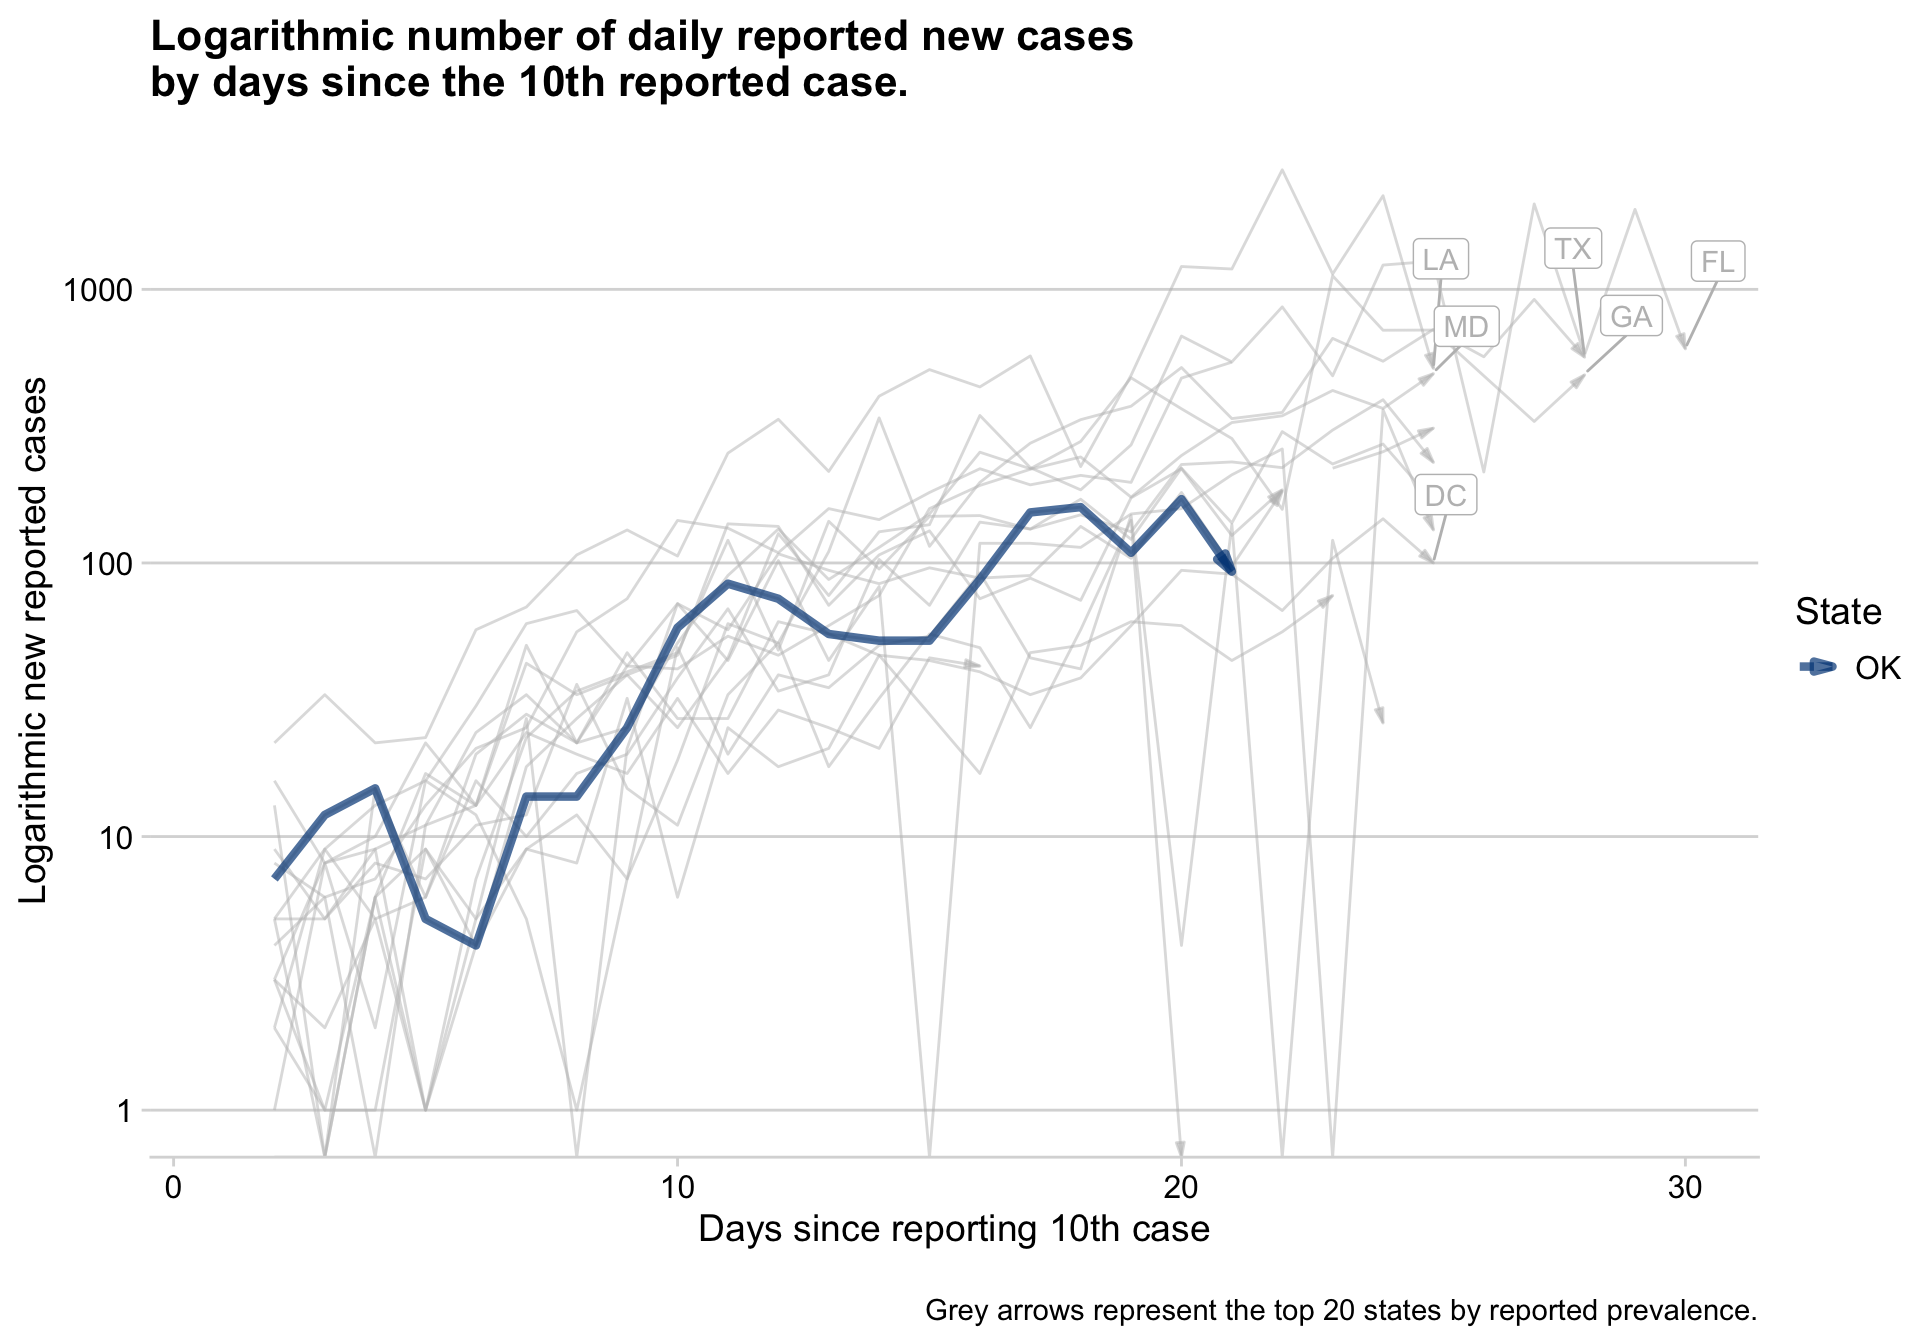 Logarithmic number of daily reported new cases
by days since the 10th reported case.
Logarithmic new reported cases
1000
100
10
1
LA
TX
FL
MD
GA
DC
State
OK
0
10
20
30
Days since reporting 10th case
Grey arrows represent the top 20 states by reported prevalence.